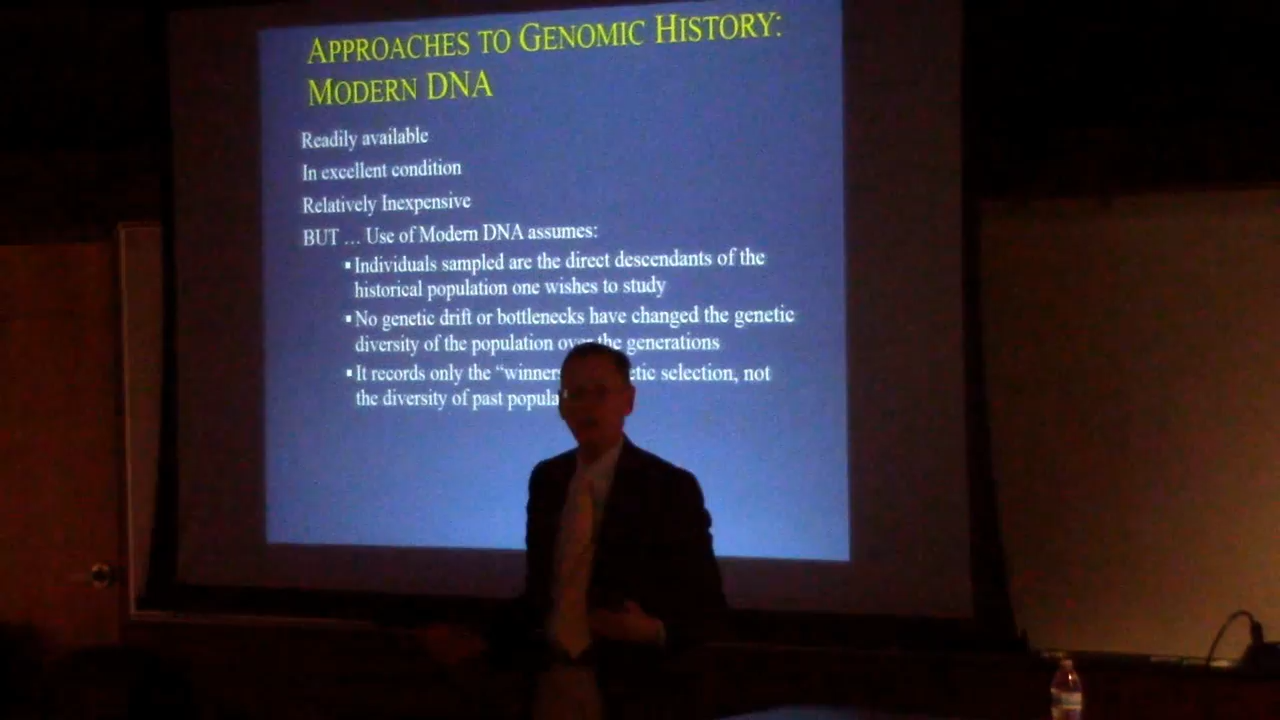 APPROACHES TO GENOMIC HISTORY:
MODERN DNA
Readily available
In excellent condition
Relatively Inexpensive
BUT … Use of Modern DNA assumes:
▪Individuals sampled are the direct descendants of the
historical population one wishes to study
▪No genetic drift or bottlenecks have changed the genetic
diversity of the population over the generations
▪It records only the "winners selection, not
the diversity of past